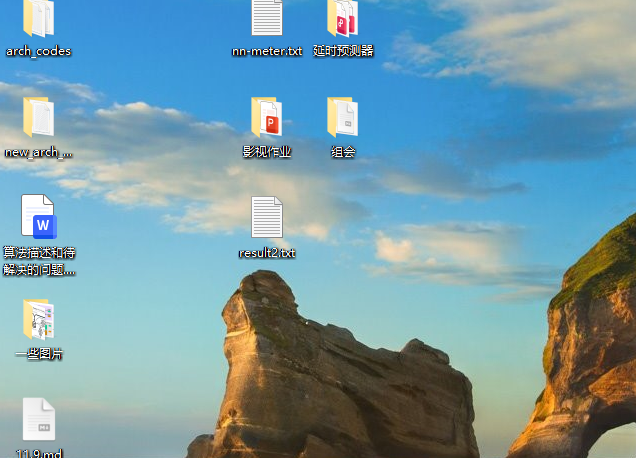 arch_codes
nn-meter.txt
延时预测器
new_arch_...
影视作业
组会
算法描述和待
解决的问题....
result2.txt
一些图片
11.9.md